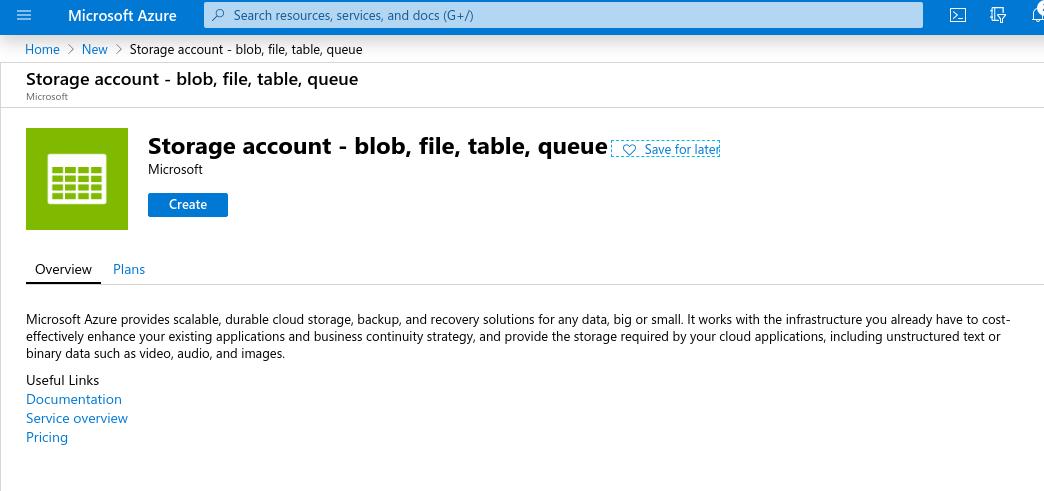 Microsoft Azure
Search resources, services, and docs (G+/)
Home > New > Storage account - blob, file, table, queue
Storage account - blob, file, table, queue
Microsoft
Storage account - blob, file, table, queue
Save for later
Microsoft
Create
Overview Plans
Microsoft Azure provides scalable, durable cloud storage, backup, and recovery solutions for any data, big or small. It works with the infrastructure you already have to cost-
effectively enhance your existing applications and business continuity strategy, and provide the storage required by your cloud applications, including unstructured text or
binary data such as video, audio, and images.
Useful Links
Documentation
Service overview
Pricing